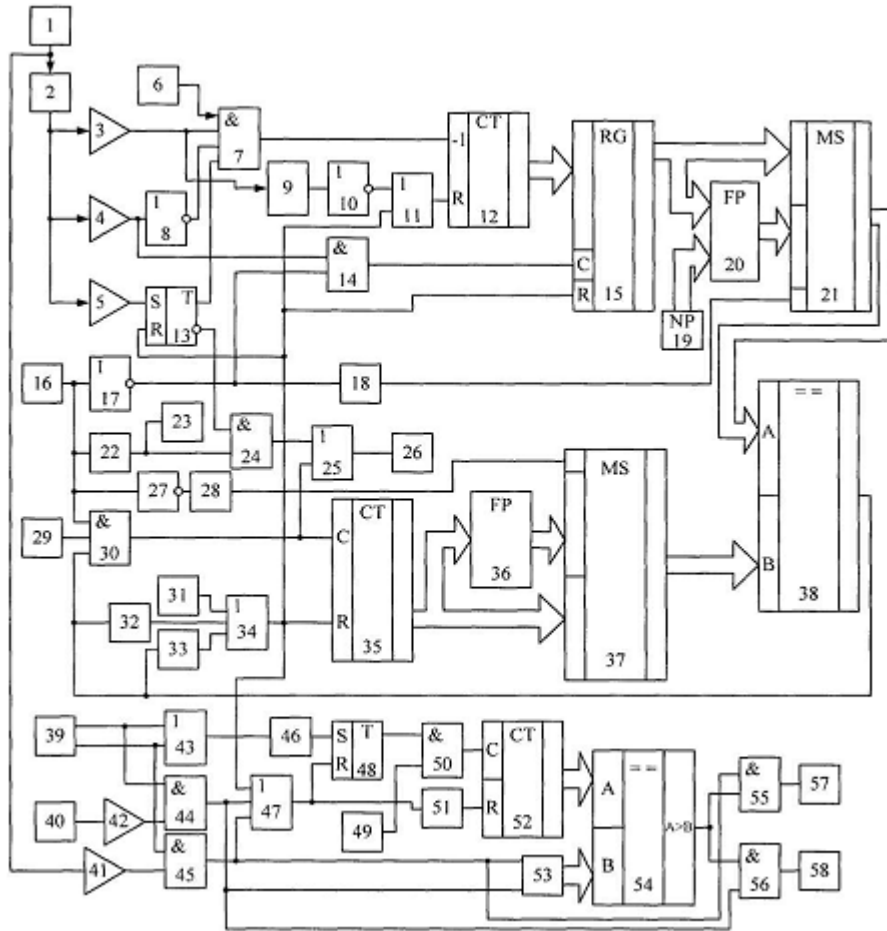 1
2
6
3
&
7
-1
CT
R
12
RG
C
R
15
MS
21
9
1
10
1
11
FP
20
4
1
8
&
14
5
S
T
R
13
NP
19
16
1
17
18
==
A
B
38
22
23
&
24
1
25
26
27
28
MS
37
29
&
30
CT
C
R
35
FP
36
31
32
33
1
34
39
1
43
46
S
T
R
48
&
50
C
CT
R
52
==
A
B
A>B
54
&
55
57
40
42
&
44
1
47
49
51
41
&
45
53
&
56
58